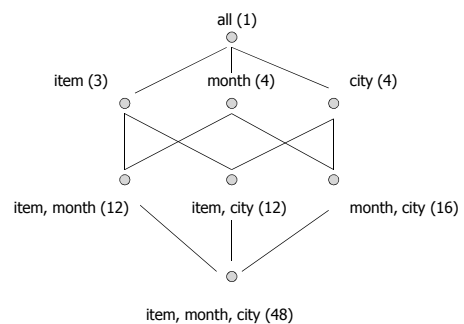 all (1)
item (3) month (4) city (4)
item, month (12) item, city (12) month, city (16)
item, month, city (48)